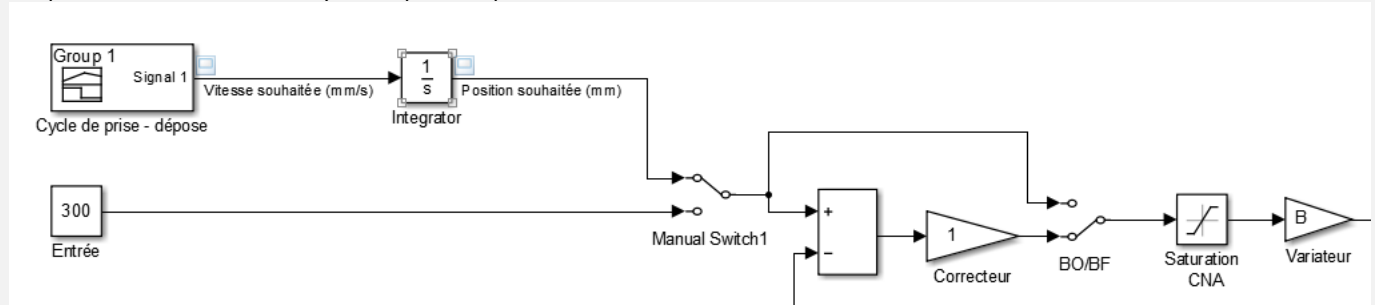 Group 1
Signal 1
Cycle de prise - dépose
Vitesse souhaitée (mm/s)
1
s
Integrator
Position souhaitée (mm)
300
Entrée
Manual Switch1
+
−
1
Correcteur
BO/BF
Saturation
CNA
B
Variateur